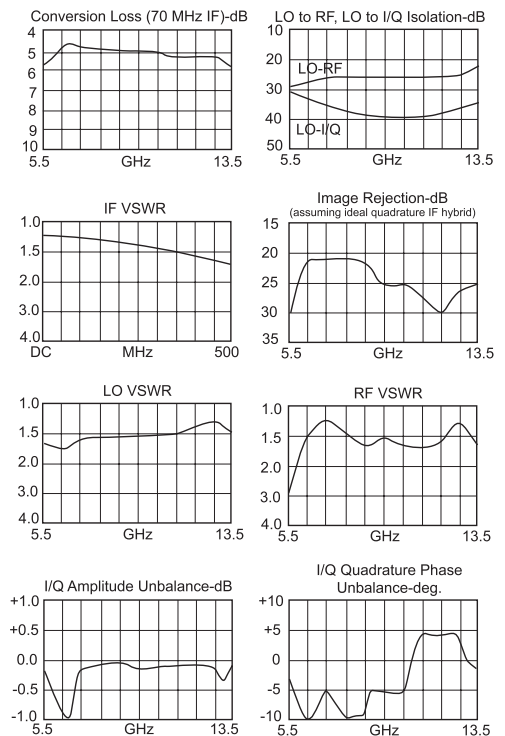 Conversion Loss (70 MHz IF)-dB
4
5
6
7
8
9
10
5.5 GHz 13.5
LO to RF, LO to I/Q Isolation-dB
10
20
30
40
50
LO-RF
LO-I/Q
5.5 GHz 13.5
IF VSWR
1.0
1.5
2.0
3.0
4.0
DC MHz 500
Image Rejection-dB
(assuming ideal quadrature IF hybrid)
15
20
25
30
35
5.5 GHz 13.5
LO VSWR
1.0
1.5
2.0
3.0
4.0
5.5 GHz 13.5
RF VSWR
1.0
1.5
2.0
3.0
4.0
5.5 GHz 13.5
I/Q Amplitude Unbalance-dB
+1.0
+0.5
0.0
-0.5
-1.0
5.5 GHz 13.5
I/Q Quadrature Phase
Unbalance-deg.
+10
+5
0
-5
-10
5.5 GHz 13.5